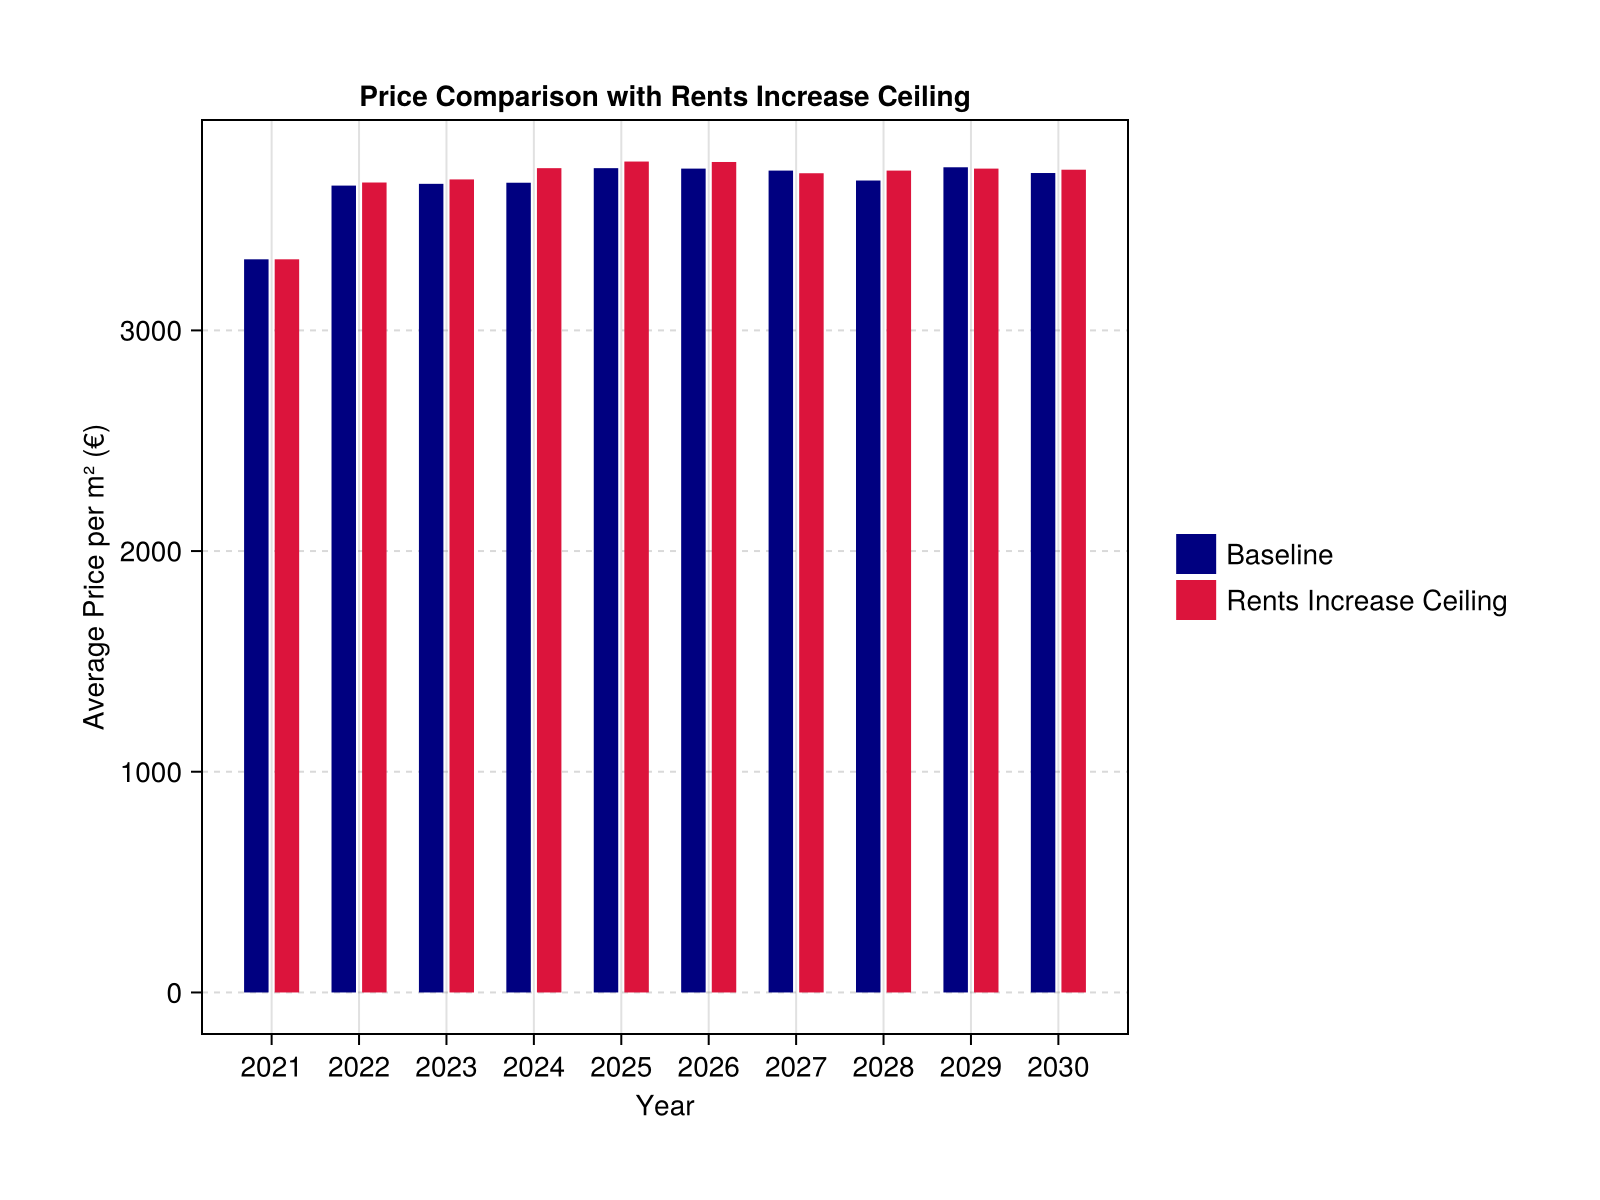 Price Comparison with Rents Increase Ceiling
Average Price per m² (€)
3000
2000
1000
0
2021 2022 2023 2024 2025 2026 2027 2028 2029 2030
Year
Baseline
Rents Increase Ceiling